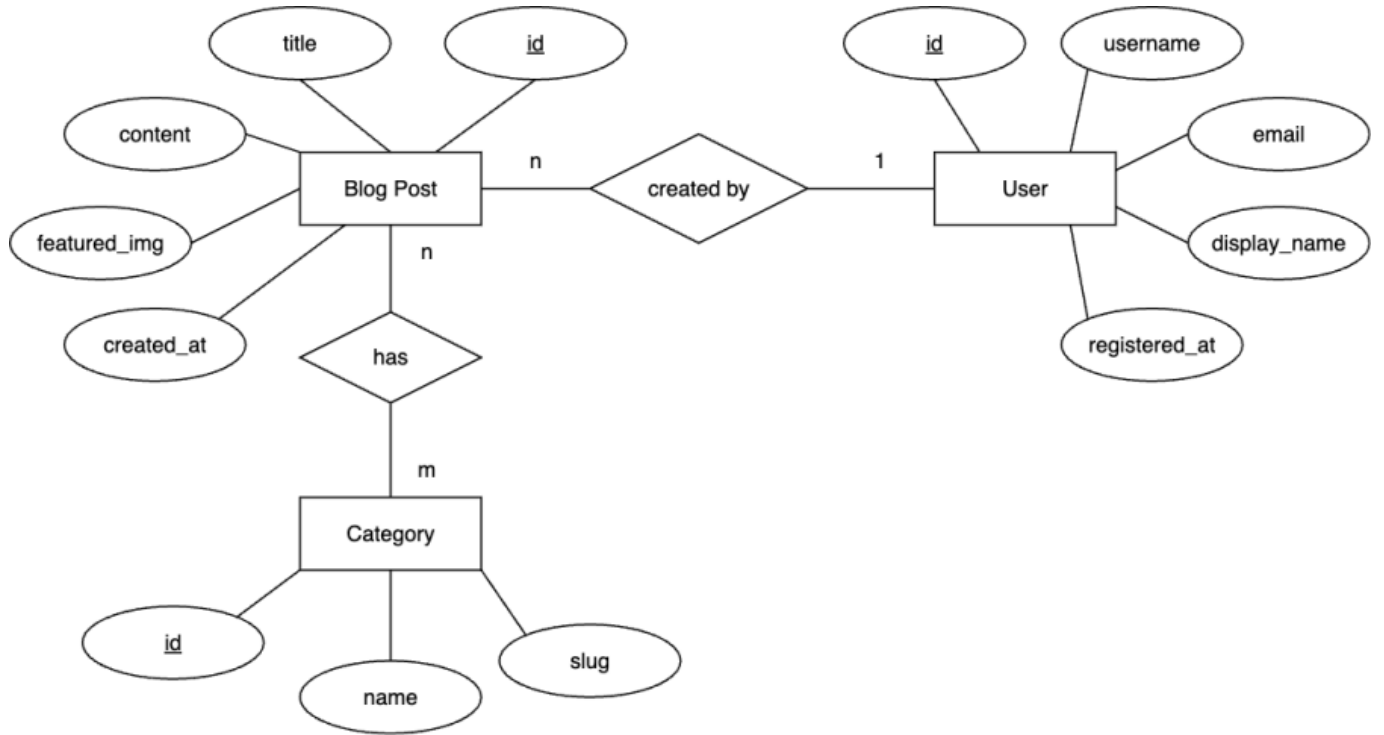 title
id
id
username
content
email
n
1
Blog Post
created by
User
featured_img
display_name
n
created_at
has
registered_at
m
Category
id
name
slug